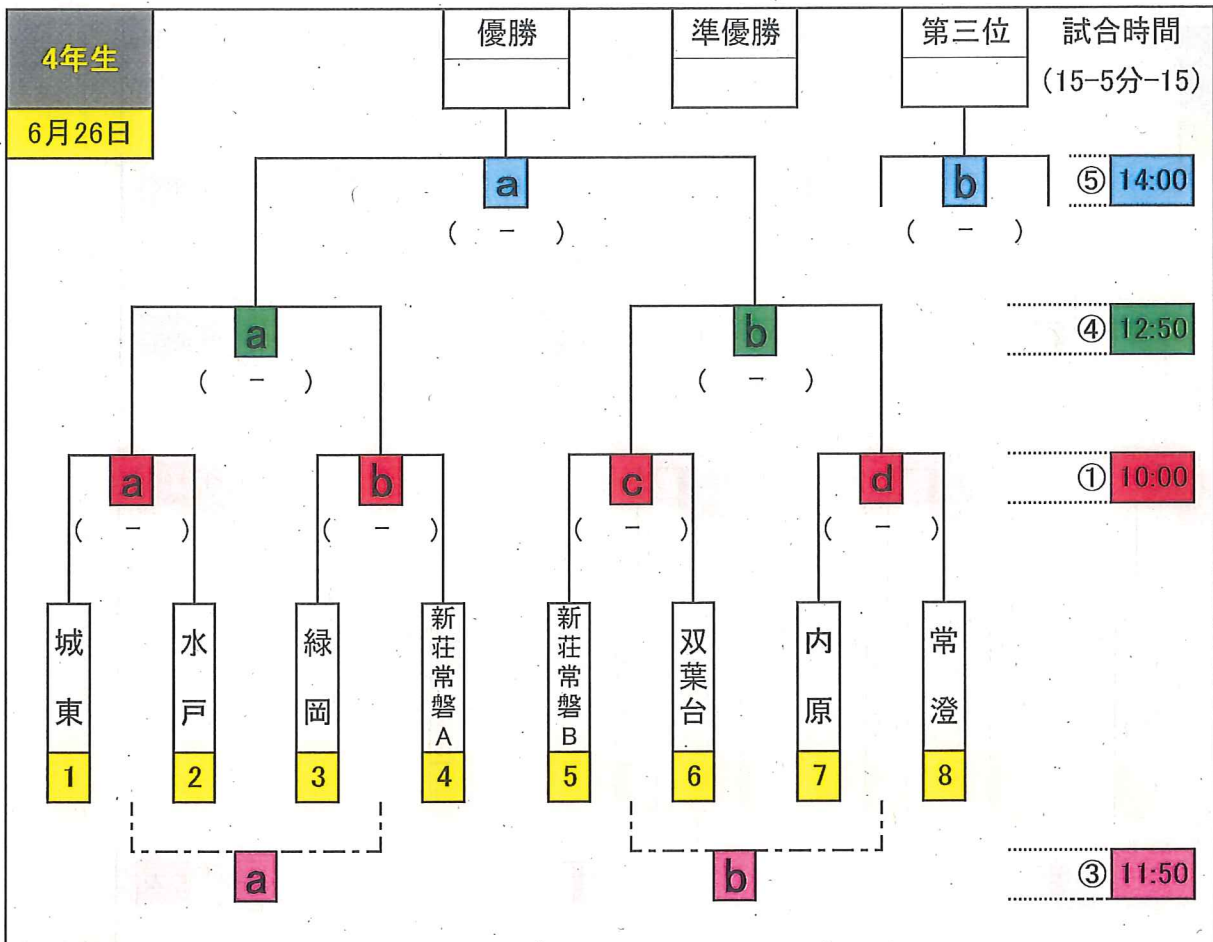 4年生
6月26日
優勝
準優勝
第三位
試合時間
(15-5分-15)
a
b
⑤ 14:00
( - )
( - )
a
b
④ 12:50
( - )
( - )
a
b
c
d
① 10:00
( - )
( - )
( - )
( - )
城東
水戸
緑岡
新荘常磐A
新荘常磐B
双葉台
内原
常澄
1
2
3
4
5
6
7
8
a
b
③ 11:50